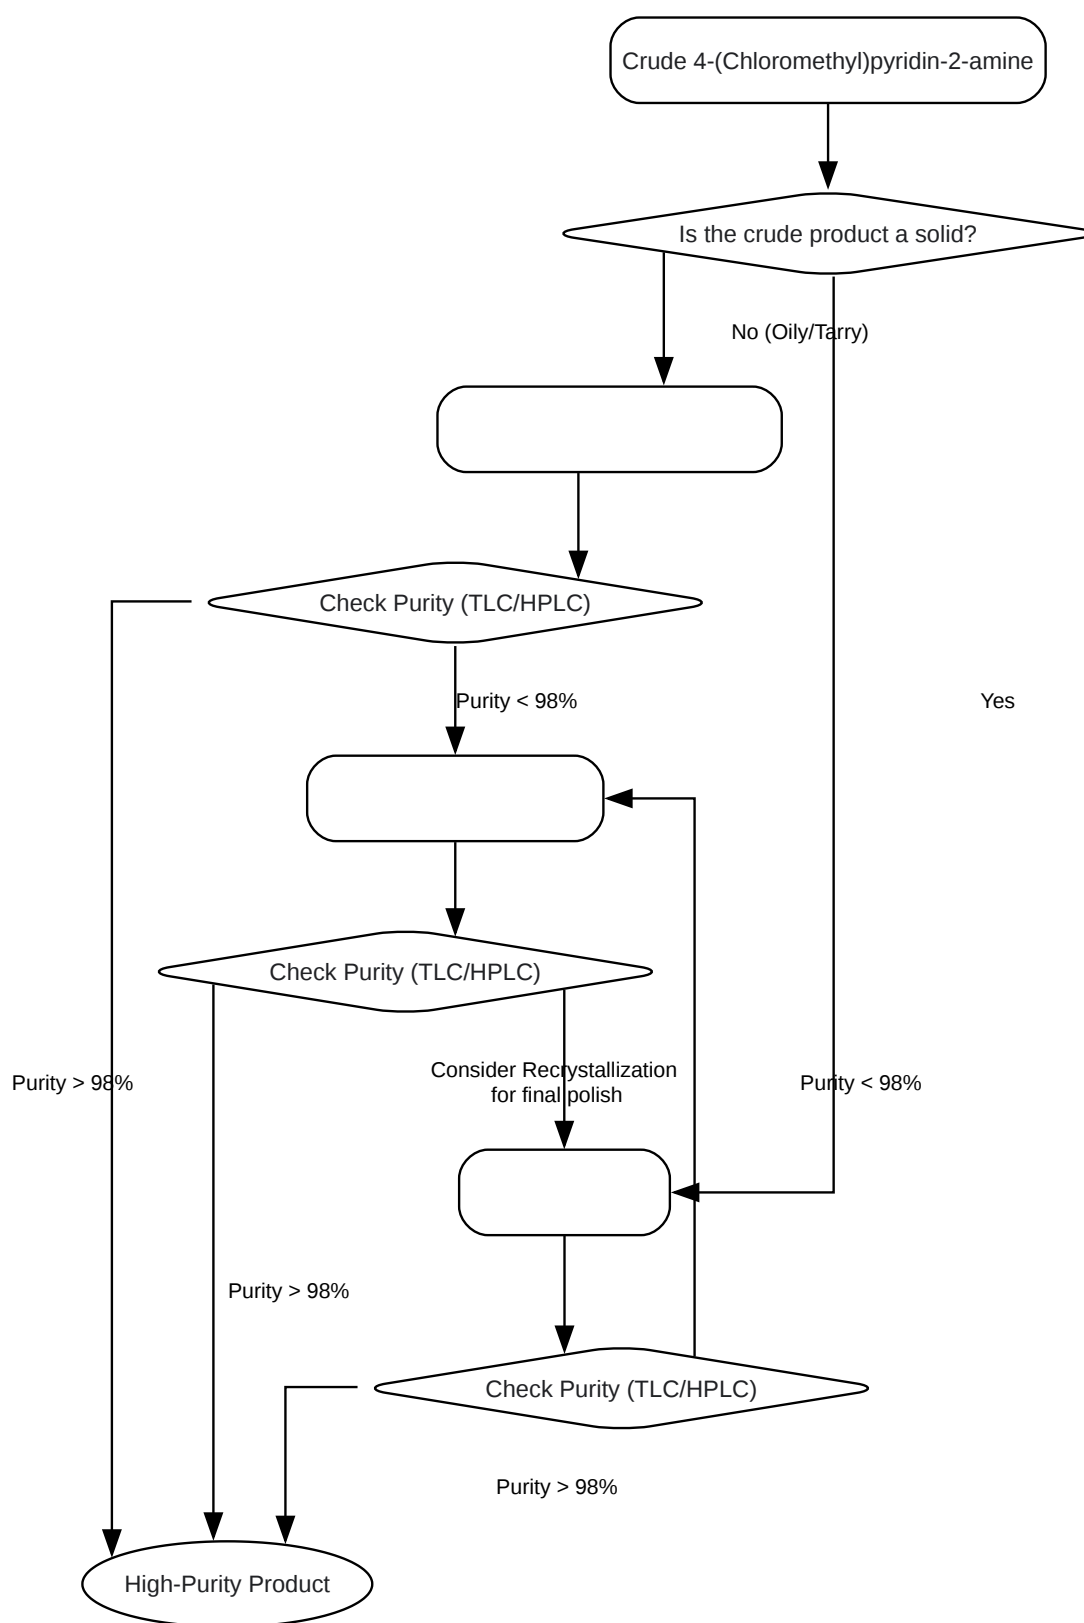 Crude 4-(Chloromethyl)pyridin-2-amine
Is the crude product a solid?
No (Oily/Tarry)
Check Purity (TLC/HPLC)
Purity < 98%
Yes
Check Purity (TLC/HPLC)
Purity > 98%
Consider Recrystallization
for final polish
Purity < 98%
Purity > 98%
Check Purity (TLC/HPLC)
Purity > 98%
High-Purity Product